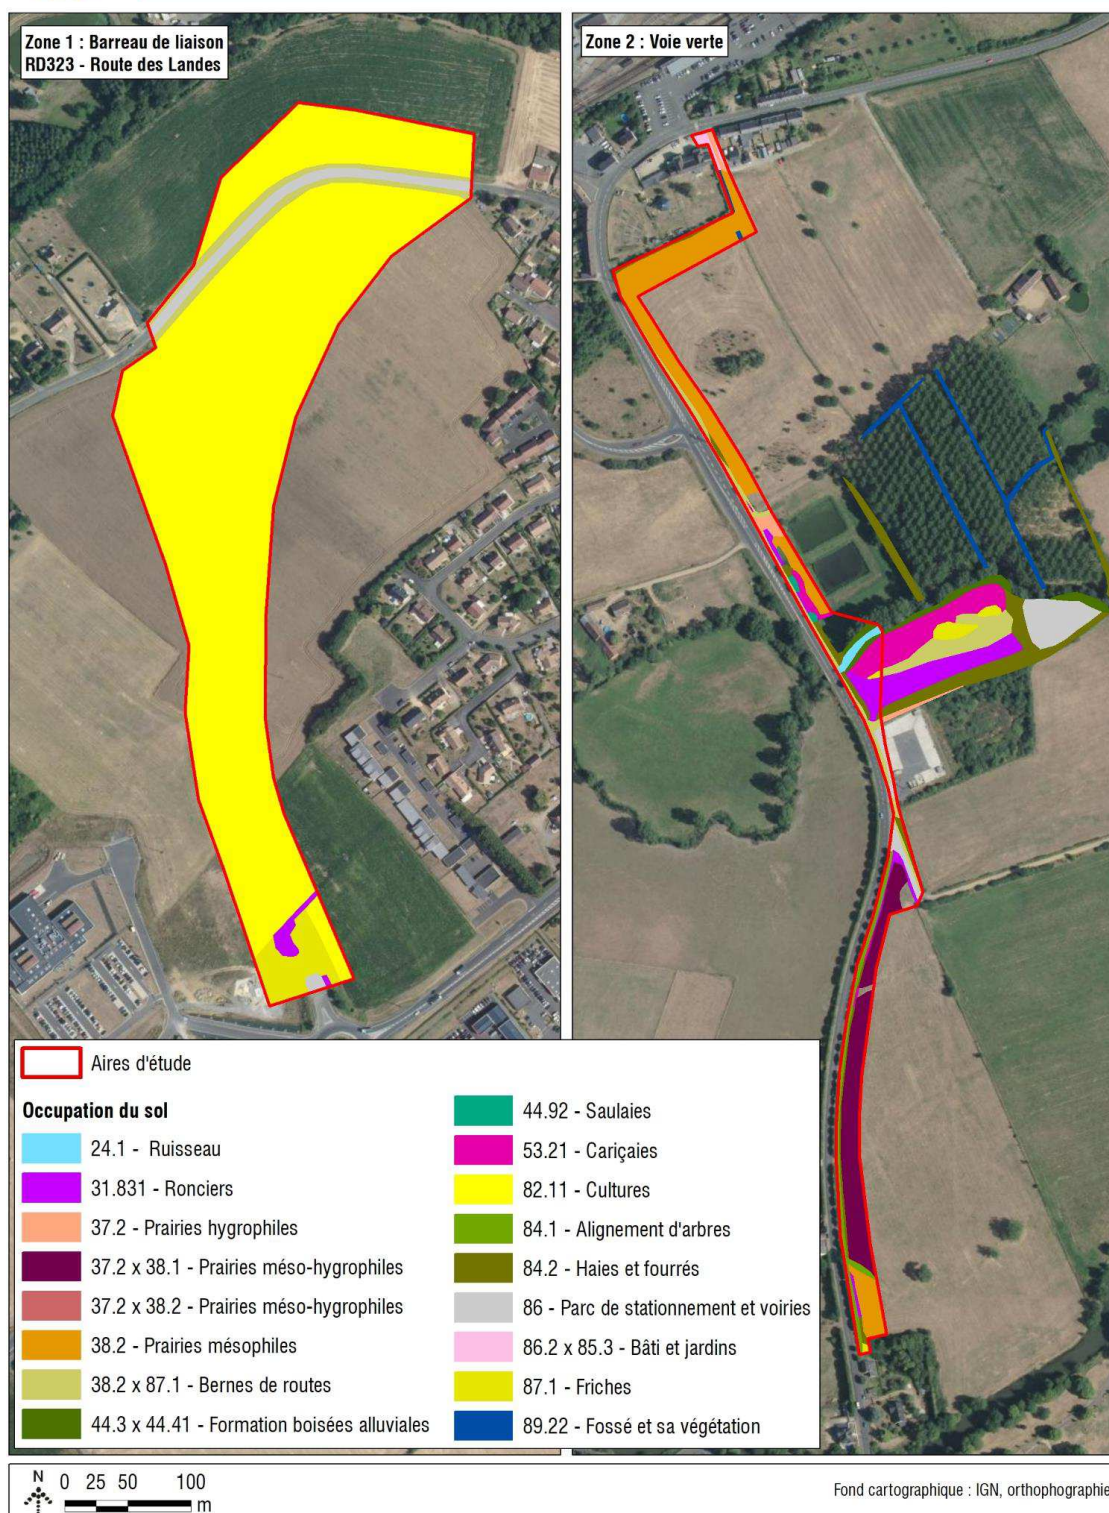 Zone 1 : Barreau de liaison
RD323 - Route des Landes
Zone 2 : Voie verte
Aires d'étude
Occupation du sol
24.1 - Ruisseau
31.831 - Ronciers
37.2 - Prairies hygrophiles
37.2 x 38.1 - Prairies méso-hygrophiles
37.2 x 38.2 - Prairies méso-hygrophiles
38.2 - Prairies mésophiles
38.2 x 87.1 - Bernes de routes
44.3 x 44.41 - Formation boisées alluviales
44.92 - Saulaies
53.21 - Cariçaies
82.11 - Cultures
84.1 - Alignement d'arbres
84.2 - Haies et fourrés
86 - Parc de stationnement et voiries
86.2 x 85.3 - Bâti et jardins
87.1 - Friches
89.22 - Fossé et sa végétation
N
0 25 50 100
m
Fond cartographique : IGN, orthophographie